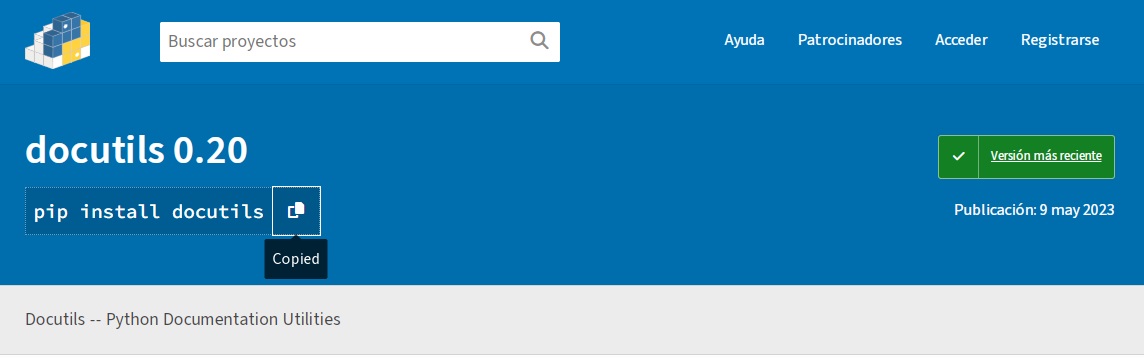 Buscar proyectos
Ayuda Patrocinadores Acceder Registrarse
docutils 0.20
Versión más reciente
pip install docutils
Publicación: 9 may 2023
Copied
Docutils -- Python Documentation Utilities